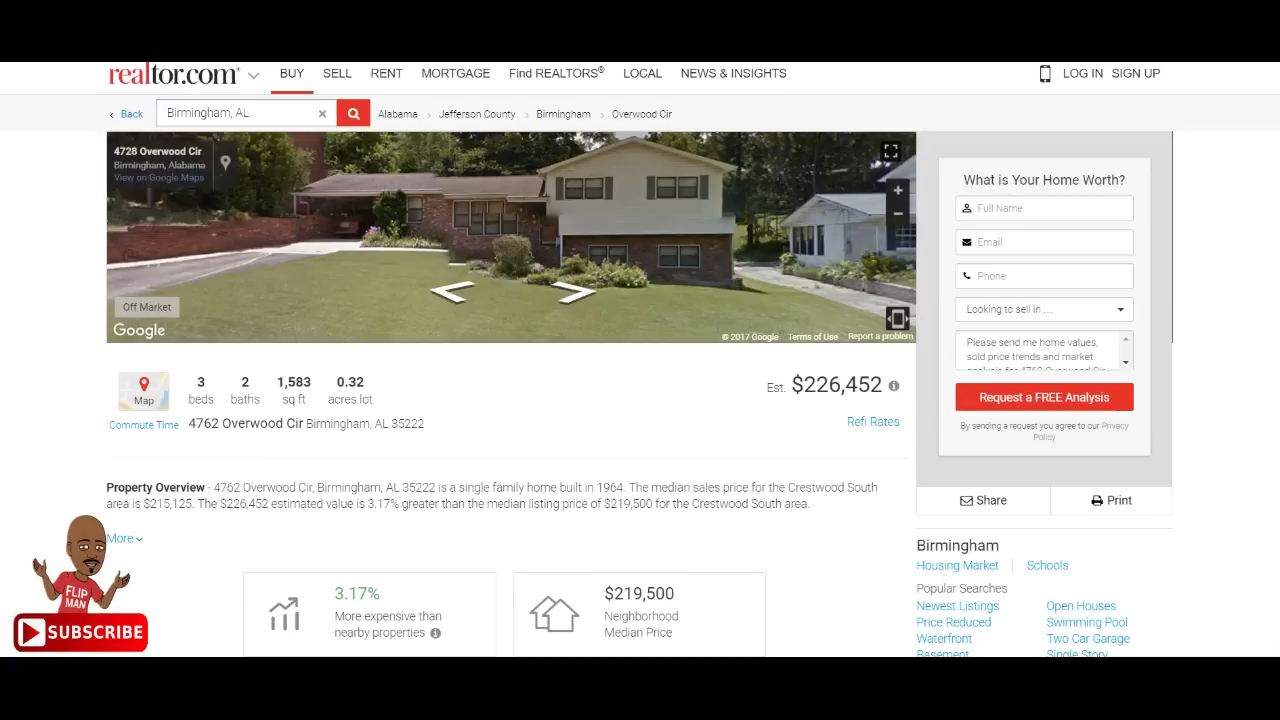 realtor.com®
BUY SELL RENT MORTGAGE Find REALTORS® LOCAL NEWS & INSIGHTS LOG IN SIGN UP
‹ Back Birmingham, AL × Alabama › Jefferson County › Birmingham › Overwood Cir
4728 Overwood Cir
Birmingham, Alabama
View on Google Maps
+
−
Off Market
Google
© 2017 Google Terms of Use Report a problem
What is Your Home Worth?
Full Name
Email
Phone
Looking to sell in ...
Please send me home values,
sold price trends and market
analysis for 4762 Overwood Cir,
Request a FREE Analysis
By sending a request you agree to our Privacy
Policy
Share Print
Map
Commute Time
3 2 1,583 0.32
beds baths sq ft acres lot
4762 Overwood Cir Birmingham, AL 35222
Est. $226,452
Refi Rates
Property Overview - 4762 Overwood Cir, Birmingham, AL 35222 is a single family home built in 1964. The median sales price for the Crestwood South
area is $215,125. The $226,452 estimated value is 3.17% greater than the median listing price of $219,500 for the Crestwood South area.
More
3.17%
More expensive than
nearby properties
$219,500
Neighborhood
Median Price
Birmingham
Housing Market Schools
Popular Searches
Newest Listings Open Houses
Price Reduced Swimming Pool
Waterfront Two Car Garage
Basement Single Story
FLIP
MAN
SUBSCRIBE